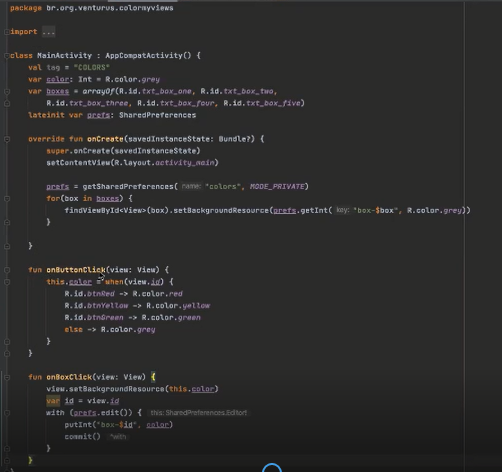 package br.org.venturus.colormyviews
import ...
class MainActivity : AppCompatActivity() {
val tag = "COLORS"
var color: Int = R.color.grey
var boxes = arrayOf(R.id.txt_box_one, R.id.txt_box_two,
R.id.txt_box_three, R.id.txt_box_four, R.id.txt_box_five)
lateinit var prefs: SharedPreferences
override fun onCreate(savedInstanceState: Bundle?) {
super.onCreate(savedInstanceState)
setContentView(R.layout.activity_main)
prefs = getSharedPreferences( name: "colors", MODE_PRIVATE)
for(box in boxes) {
findViewById<View>(box).setBackgroundResource(prefs.getInt( key: "box-$box", R.color.grey))
}
}
fun onButtonClick(view: View) {
this.color = when(view.id) {
R.id.btnRed -> R.color.red
R.id.btnYellow -> R.color.yellow
R.id.btnGreen -> R.color.green
else -> R.color.grey
}
}
fun onBoxClick(view: View) {
view.setBackgroundResource(this.color)
var id = view.id
with (prefs.edit()) { this: SharedPreferences.Editor!
putInt("box-$id", color)
commit() ^with
}
}